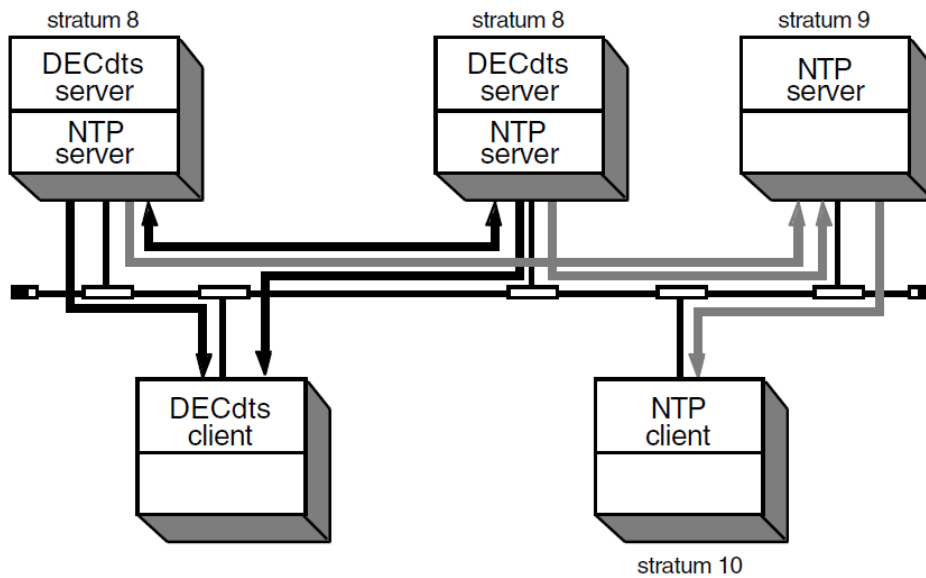 stratum 8
stratum 8
stratum 9
DECdts
server
NTP
server
DECdts
server
NTP
server
NTP
server
DECdts
client
NTP
client
stratum 10